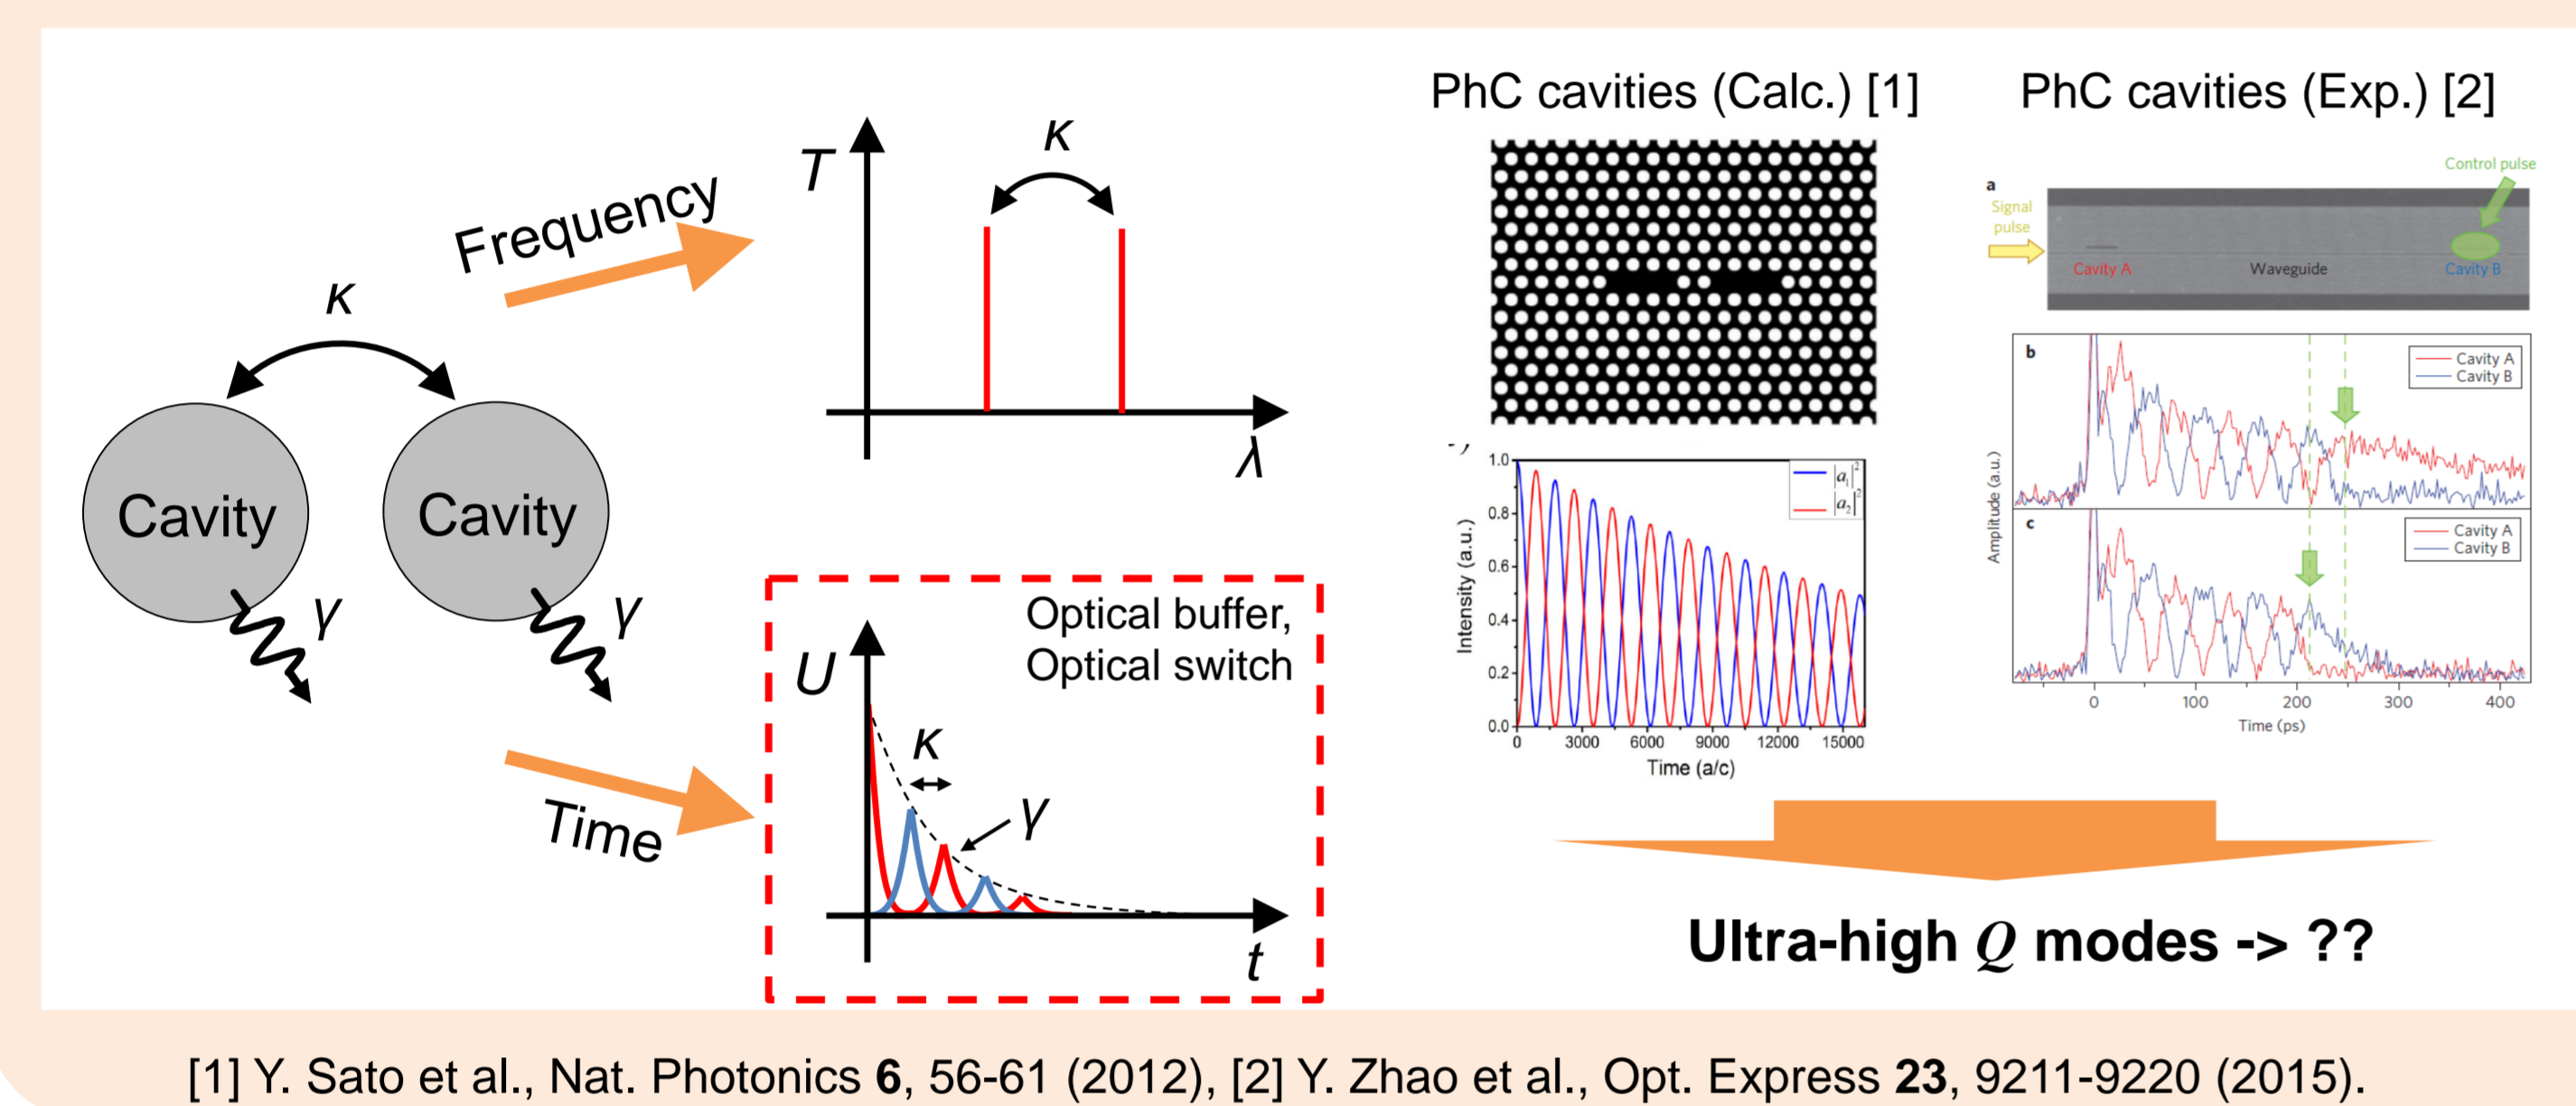 κ
Cavity
Cavity
γ
γ
Frequency
Time
T
κ
λ
Optical buffer,
Optical switch
U
κ
γ
t
PhC cavities (Calc.) [1]
1.0
0.8
0.6
0.4
0.2
0.0
Intensity (a.u.)
|a₁|²
|a₂|²
0 3000 6000 9000 12000 15000
Time (a/c)
PhC cavities (Exp.) [2]
Control pulse
a
Signal
pulse
Cavity A
Waveguide
Cavity B
b
Cavity A
Cavity B
c
Cavity A
Cavity B
Amplitude (a.u.)
0 100 200 300 400
Time (ps)
Ultra-high Q modes -> ??
[1] Y. Sato et al., Nat. Photonics 6, 56-61 (2012), [2] Y. Zhao et al., Opt. Express 23, 9211-9220 (2015).